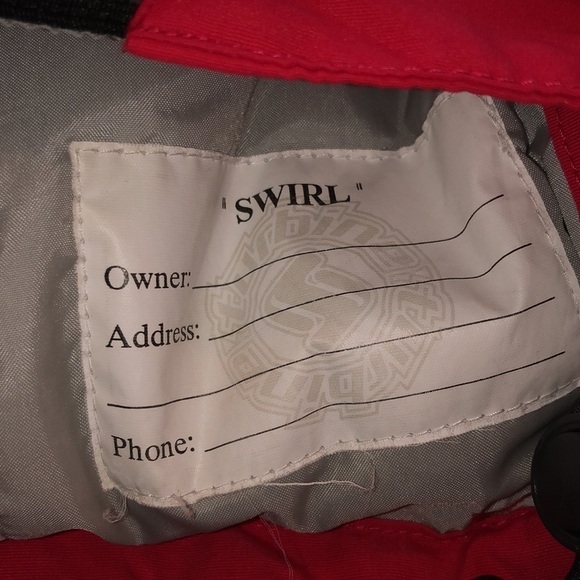 "SWIRL"
Owner:
Address:
Phone: